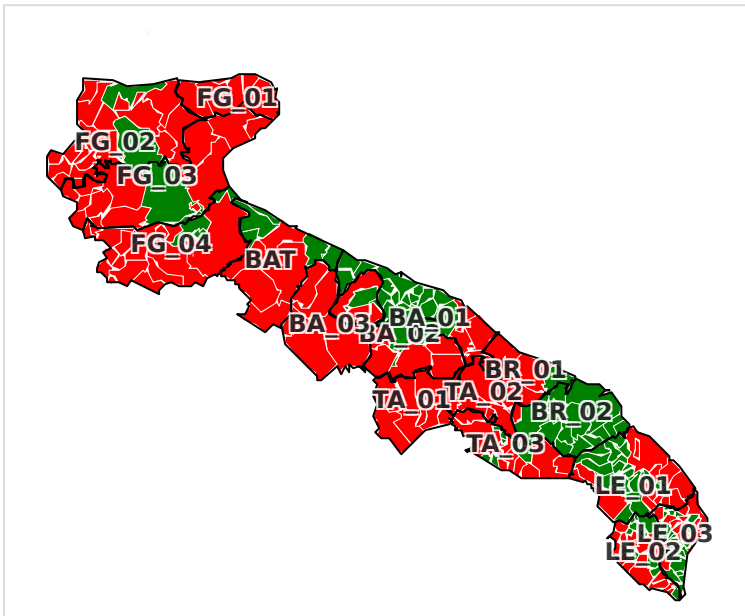 FG_01
FG_02
FG_03
FG_04
BAT
BA_01
BA_03
BA_02
BR_01
TA_02
TA_01
BR_02
TA_03
LE_01
LE_03
LE_02